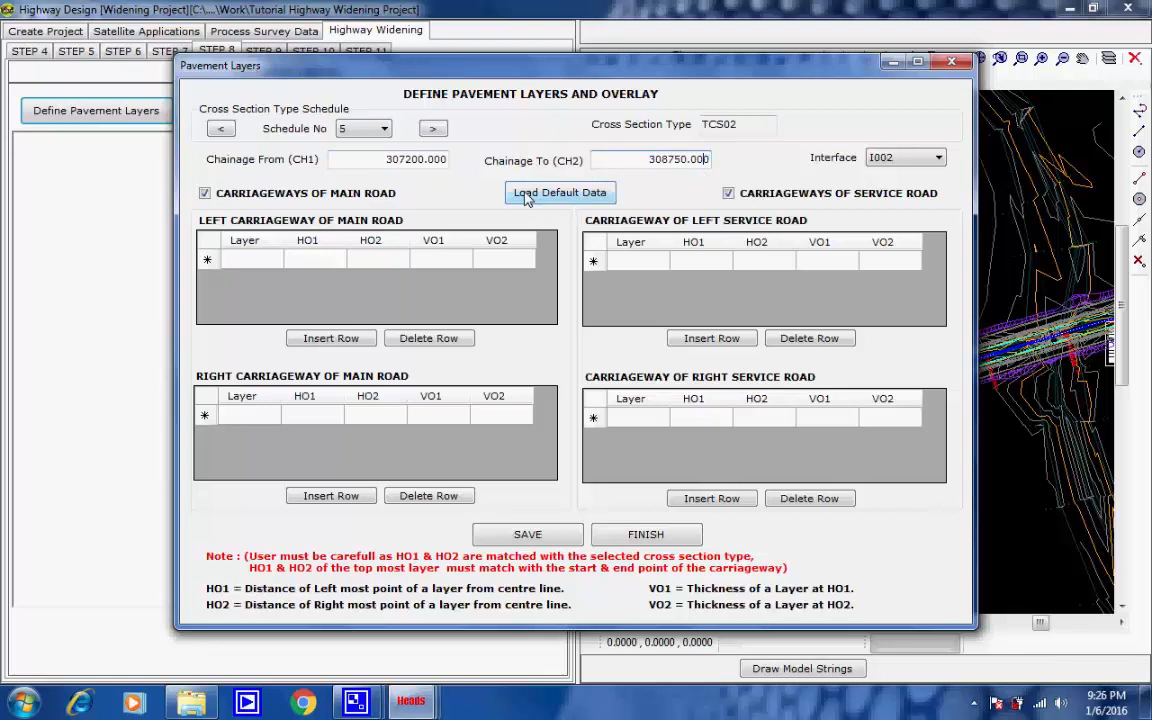 Highway Design [Widening Project][C:\....\Work\Tutorial Highway Widening Project]
Create Project Satellite Applications Process Survey Data Highway Widening
STEP 4 STEP 5 STEP 6 STEP 7 STEP 8 STEP 9 STEP 10 STEP 11
Pavement Layers
DEFINE PAVEMENT LAYERS AND OVERLAY
Define Pavement Layers
Cross Section Type Schedule
< Schedule No 5 > Cross Section Type TCS02
Chainage From (CH1) 307200.000 Chainage To (CH2) 308750.000 Interface I002
CARRIAGEWAYS OF MAIN ROAD Load Default Data CARRIAGEWAYS OF SERVICE ROAD
LEFT CARRIAGEWAY OF MAIN ROAD CARRIAGEWAY OF LEFT SERVICE ROAD
Layer HO1 HO2 VO1 VO2 Layer HO1 HO2 VO1 VO2
Insert Row Delete Row Insert Row Delete Row
RIGHT CARRIAGEWAY OF MAIN ROAD CARRIAGEWAY OF RIGHT SERVICE ROAD
Layer HO1 HO2 VO1 VO2 Layer HO1 HO2 VO1 VO2
Insert Row Delete Row Insert Row Delete Row
SAVE FINISH
Note : (User must be carefull as HO1 & HO2 are matched with the selected cross section type,
HO1 & HO2 of the top most layer must match with the start & end point of the carriageway)
HO1 = Distance of Left most point of a layer from centre line. VO1 = Thickness of a Layer at HO1.
HO2 = Distance of Right most point of a layer from centre line. VO2 = Thickness of a Layer at HO2.
0.0000 , 0.0000 , 0.0000
Draw Model Strings
Heads
9:26 PM
1/6/2016